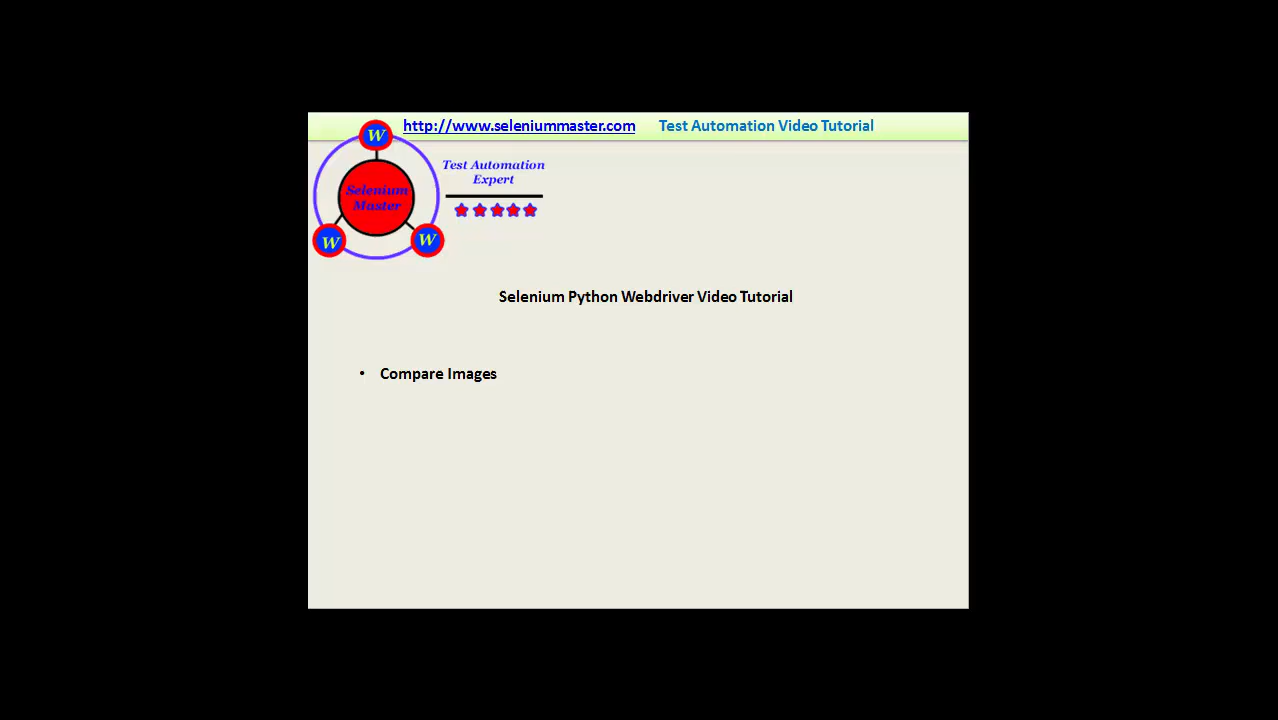 http://www.seleniummaster.com Test Automation Video Tutorial
W
Test Automation
Expert
Selenium
Master
W
W
Selenium Python Webdriver Video Tutorial
• Compare Images